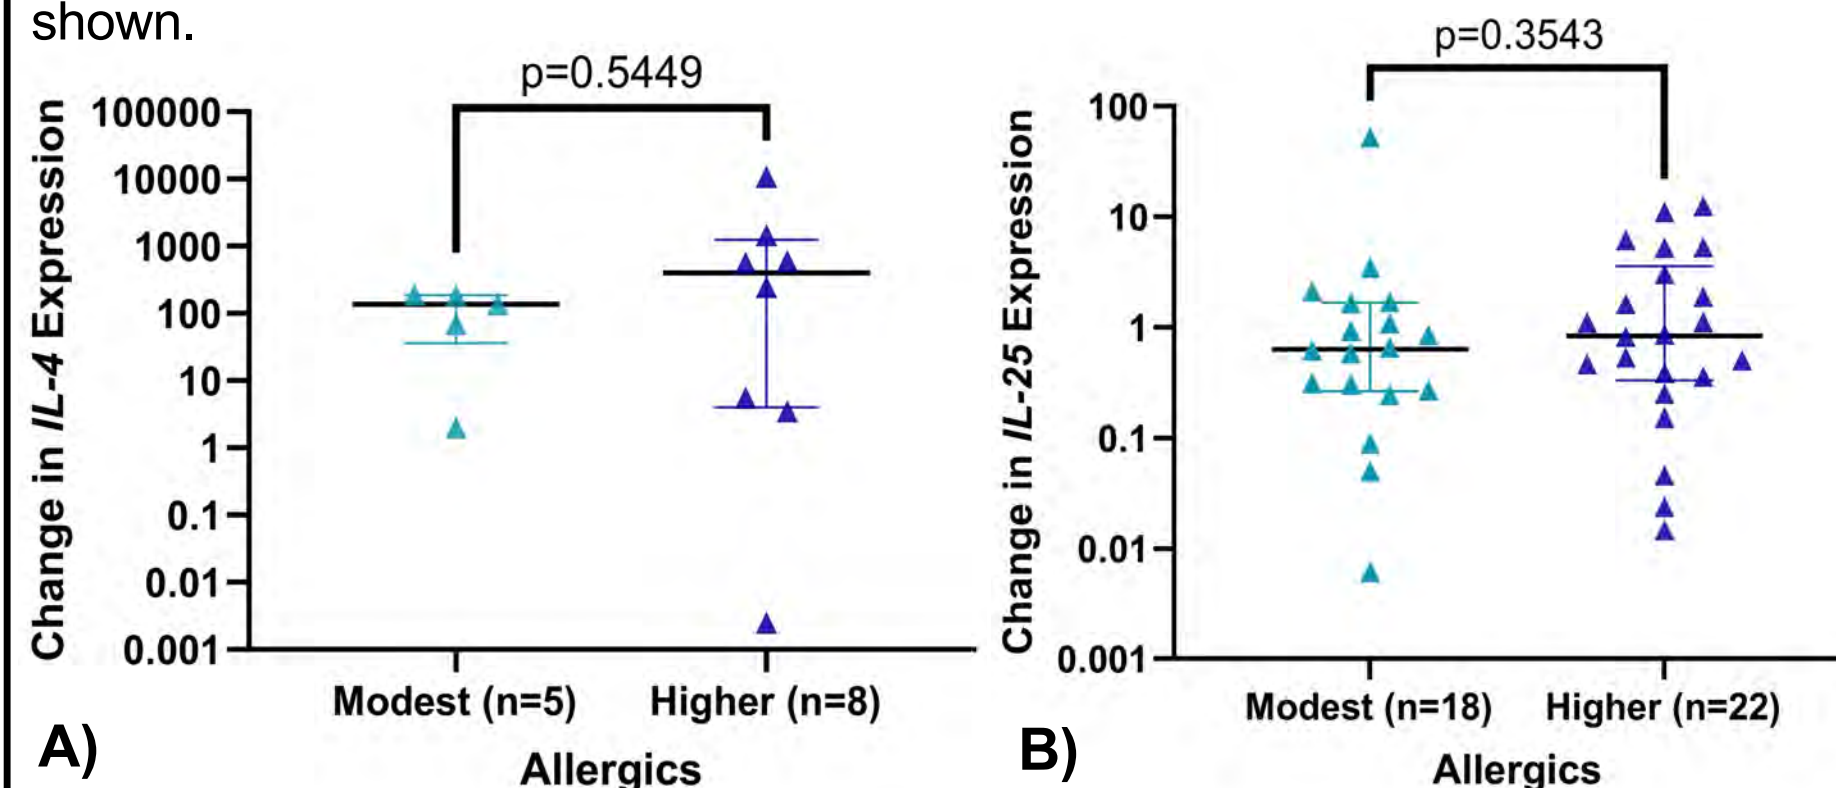 shown.
p=0.5449
Change in IL-4 Expression
100000
10000
1000
100
10
1
0.1
0.01
0.001
Modest (n=5) Higher (n=8)
Allergics
A)
p=0.3543
Change in IL-25 Expression
100
10
1
0.1
0.01
0.001
Modest (n=18) Higher (n=22)
Allergics
B)